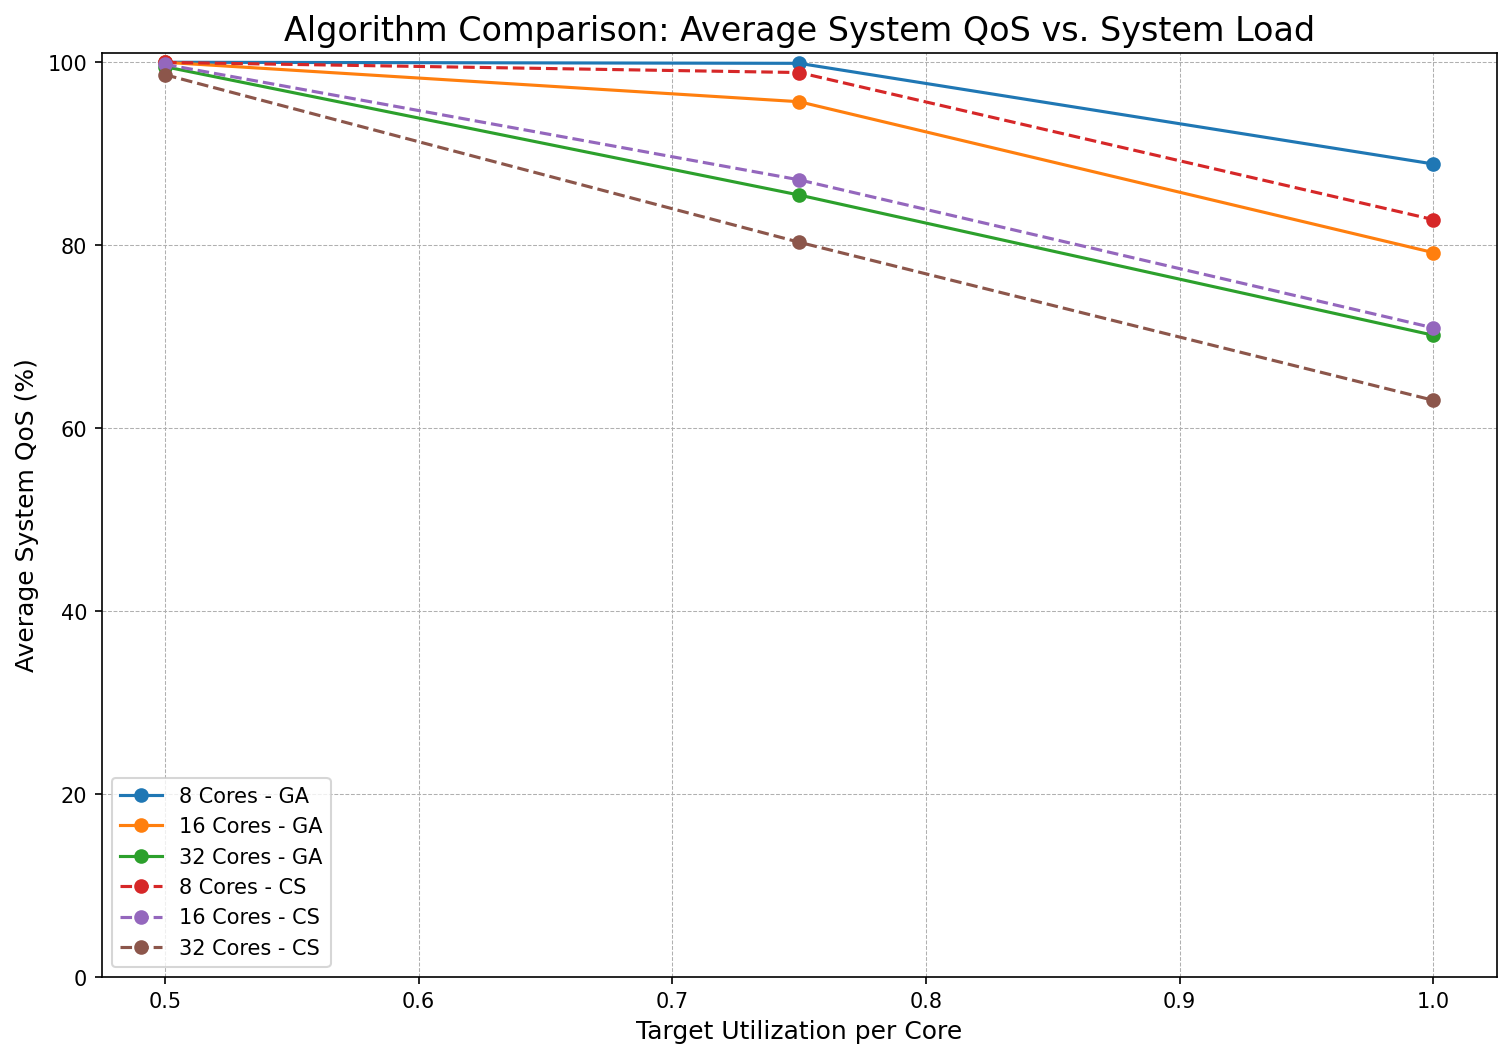 Algorithm Comparison: Average System QoS vs. System Load
Average System QoS (%)
100
80
60
40
20
0
8 Cores - GA
16 Cores - GA
32 Cores - GA
8 Cores - CS
16 Cores - CS
32 Cores - CS
0.5 0.6 0.7 0.8 0.9 1.0
Target Utilization per Core